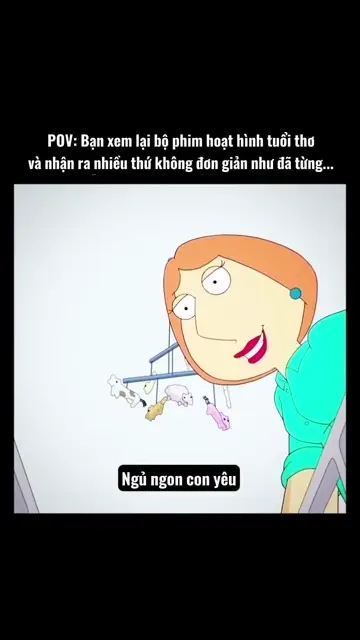 POV: Bạn xem lại bộ phim hoạt hình tuổi thơ
và nhận ra nhiều thứ không đơn giản như đã từng...
Ngủ ngon con yêu